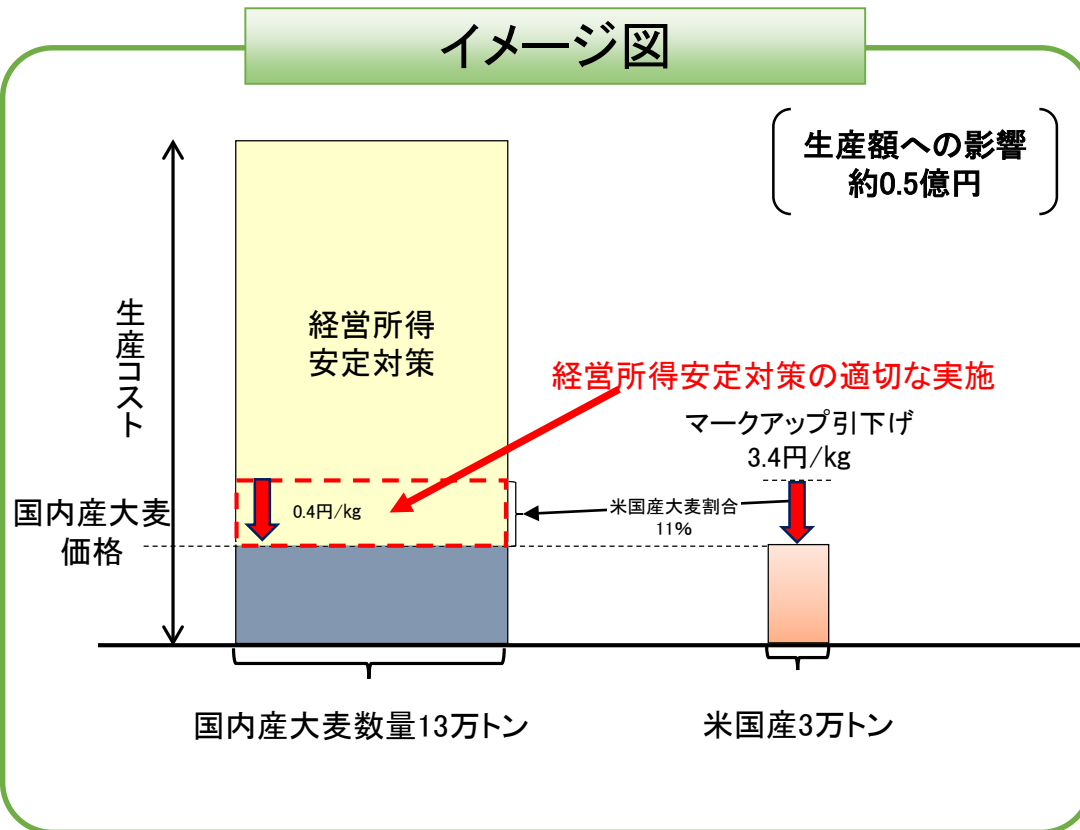 イメージ図
生産額への影響
約0.5億円
生産コスト
経営所得
安定対策
経営所得安定対策の適切な実施
マークアップ引下げ
3.4円/kg
0.4円/kg
米国産大麦割合
11%
国内産大麦
価格
国内産大麦数量13万トン
米国産3万トン